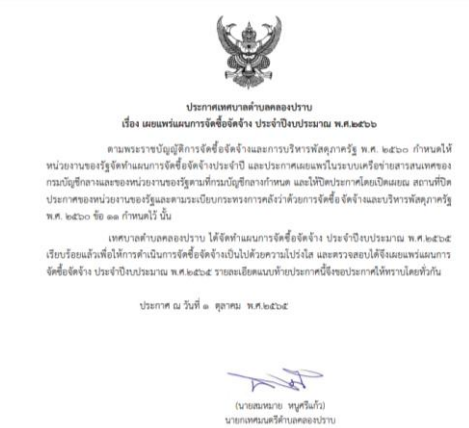 ประกาศเทศบาลตำบลคลองปราบ
เรื่อง เผยแพร่แผนการจัดซื้อจัดจ้าง ประจำปีงบประมาณ พ.ศ.๒๕๖๖
ตามพระราชบัญญัติการจัดซื้อจัดจ้างและการบริหารพัสดุภาครัฐ พ.ศ. ๒๕๖๐ กำหนดให้
หน่วยงานของรัฐจัดทำแผนการจัดซื้อจัดจ้างประจำปี และประกาศเผยแพร่ในระบบเครือข่ายสารสนเทศของ
กรมบัญชีกลางและของหน่วยงานของรัฐตามที่กรมบัญชีกลางกำหนด และให้ปิดประกาศโดยเปิดเผยณ สถานที่ปิด
ประกาศของหน่วยงานของรัฐและตามระเบียบกระทรวงการคลังว่าด้วยการจัดซื้อจัดจ้างและบริหารพัสดุภาครัฐ
พ.ศ. ๒๕๖๐ ข้อ ๑๑ กำหนดไว้ นั้น
เทศบาลตำบลคลองปราบ ได้จัดทำแผนการจัดซื้อจัดจ้าง ประจำปีงบประมาณ พ.ศ.๒๕๖๕
เรียบร้อยแล้วเพื่อให้การดำเนินการจัดซื้อจัดจ้างเป็นไปด้วยความโปร่งใส และตรวจสอบได้จึงเผยแพร่แผนการ
จัดซื้อจัดจ้าง ประจำปีงบประมาณ พ.ศ.๒๕๖๕ รายละเอียดแนบท้ายประกาศนี้จึงขอประกาศให้ทราบโดยทั่วกัน
ประกาศ ณ วันที่ ๑ ตุลาคม พ.ศ.๒๕๖๕
(นายสมหมาย หนูศรีแก้ว)
นายกเทศมนตรีตำบลคลองปราบ